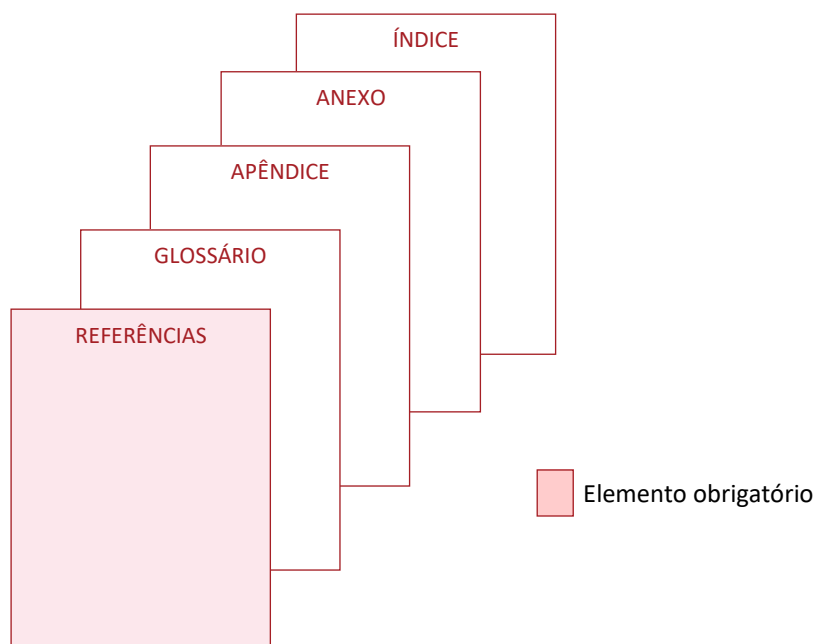 ÍNDICE
ANEXO
APÊNDICE
GLOSSÁRIO
REFERÊNCIAS
Elemento obrigatório